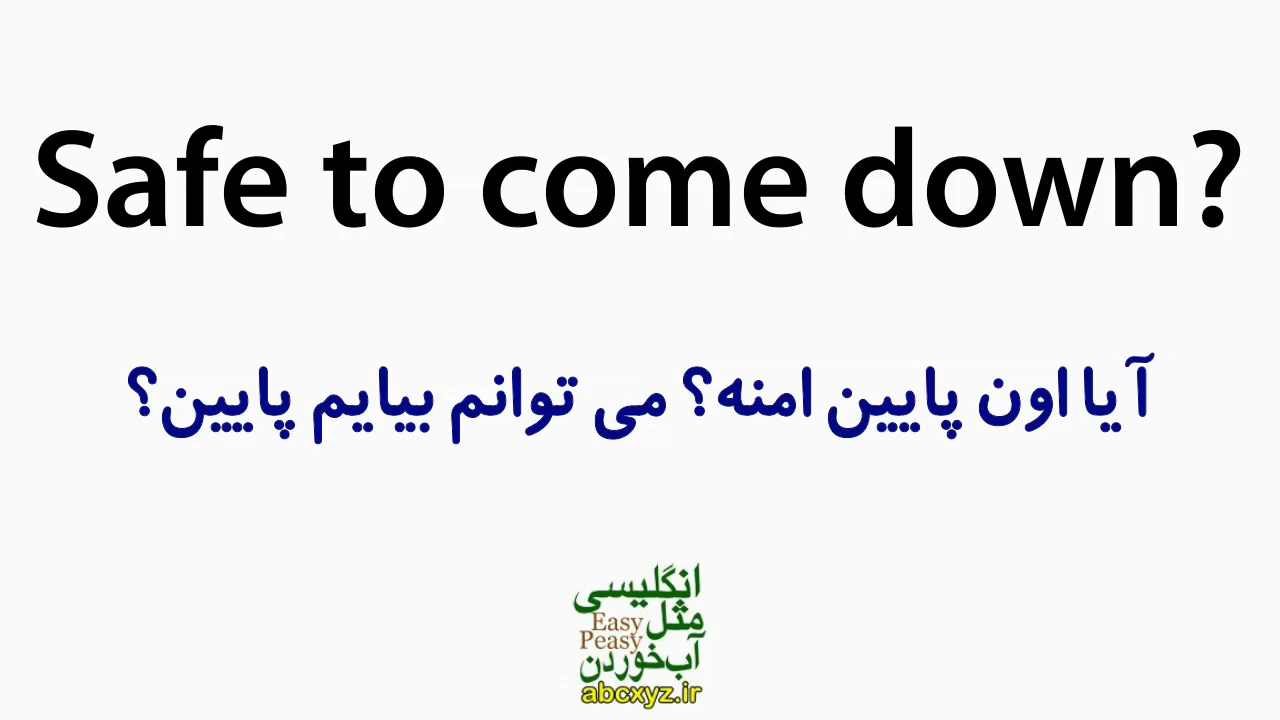 Safe to come down?
آیا اون پایین امنه؟ می توانم بیایم پایین؟
انگلیسی
مثل
Easy
Peasy
آب‌خوردن
abcxyz.ir